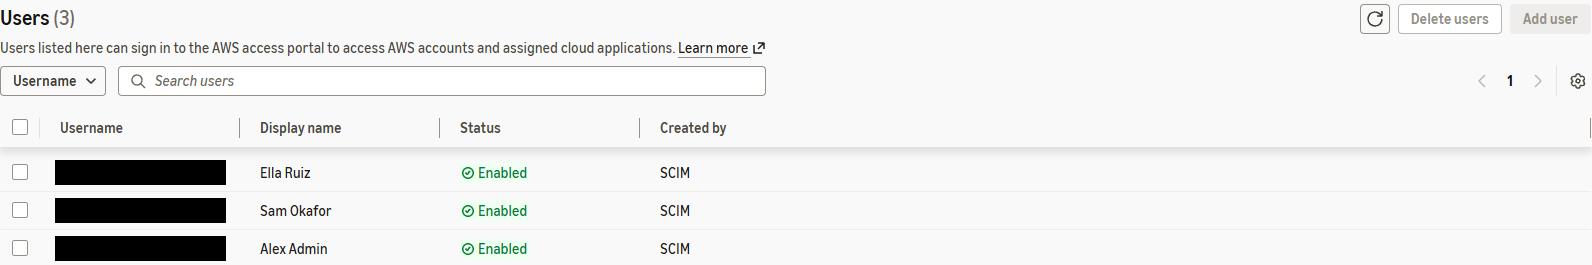 Users (3)
Delete users
Add user
Users listed here can sign in to the AWS access portal to access AWS accounts and assigned cloud applications. Learn more
Username
Search users
1
Username Display name Status Created by
Ella Ruiz Enabled SCIM
Sam Okafor Enabled SCIM
Alex Admin Enabled SCIM